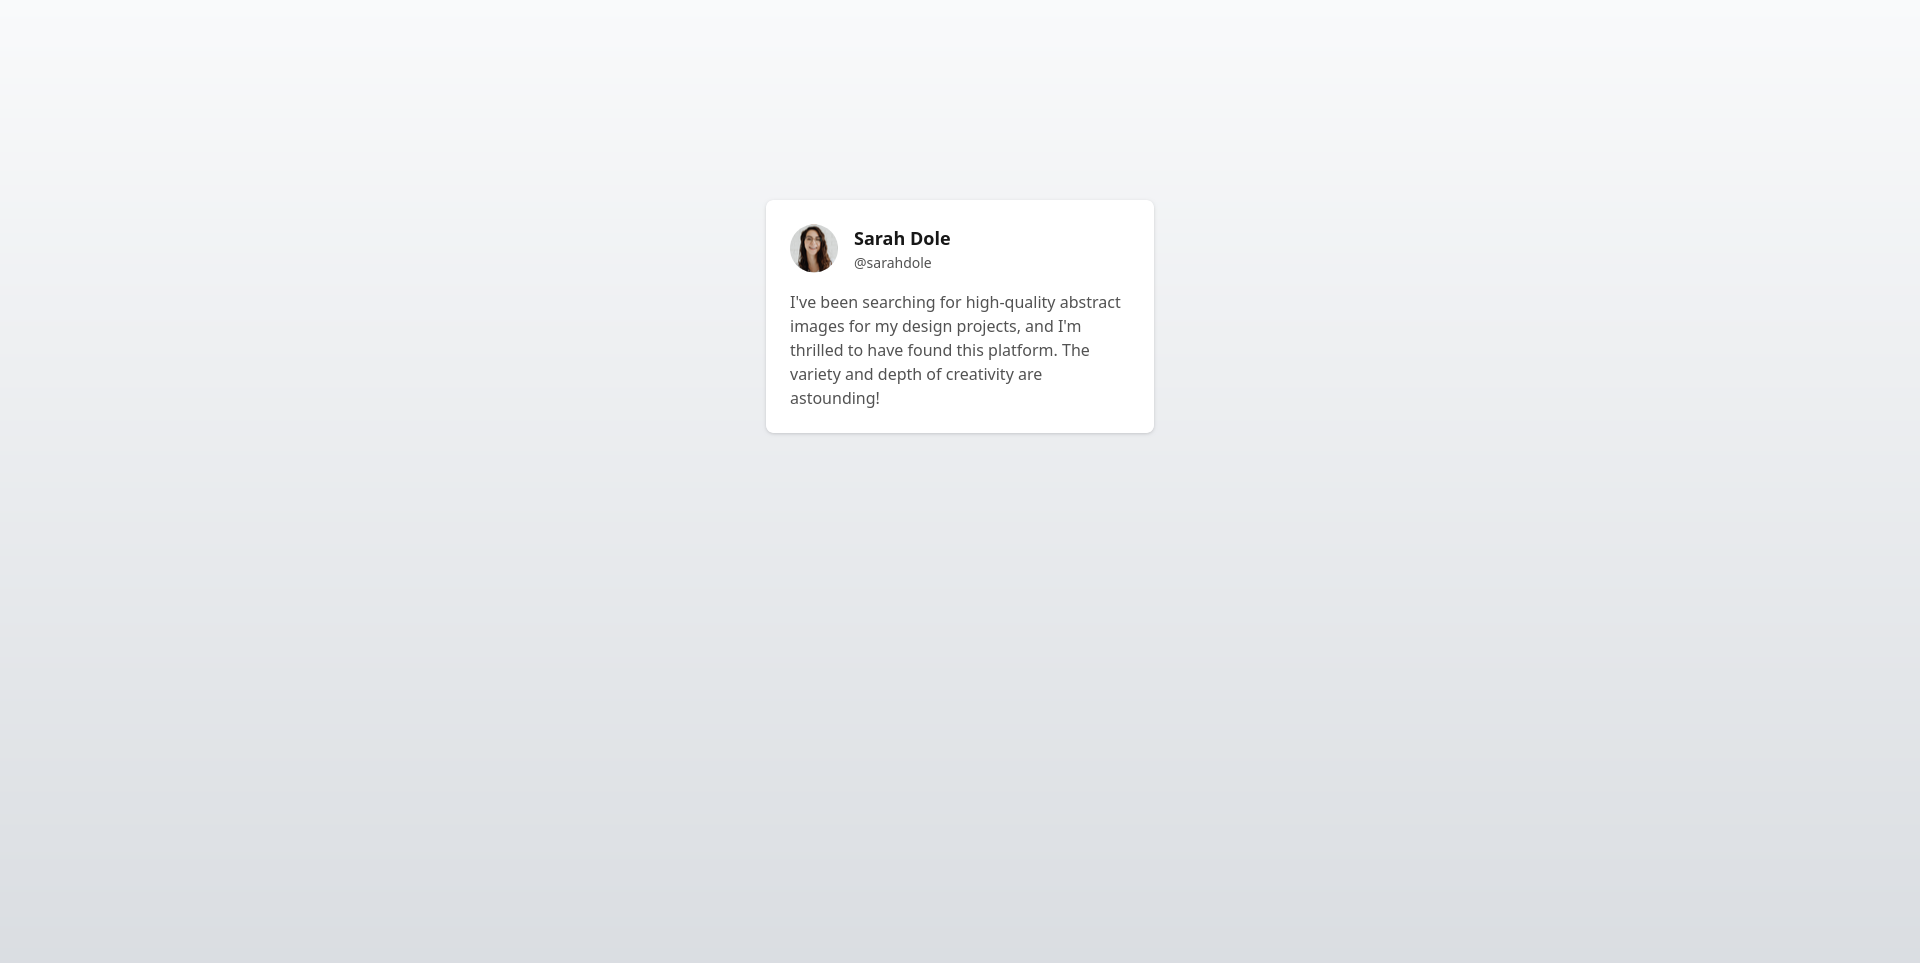 Sarah Dole
@sarahdole
I've been searching for high-quality abstract
images for my design projects, and I'm
thrilled to have found this platform. The
variety and depth of creativity are
astounding!